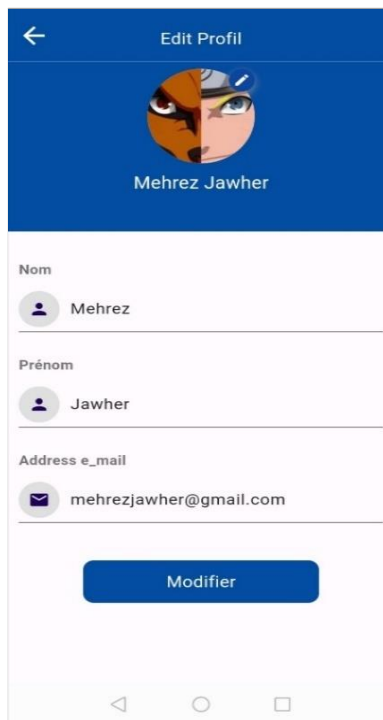 Edit Profil
Mehrez Jawher
Nom
Mehrez
Prénom
Jawher
Address e_mail
mehrezjawher@gmail.com
Modifier